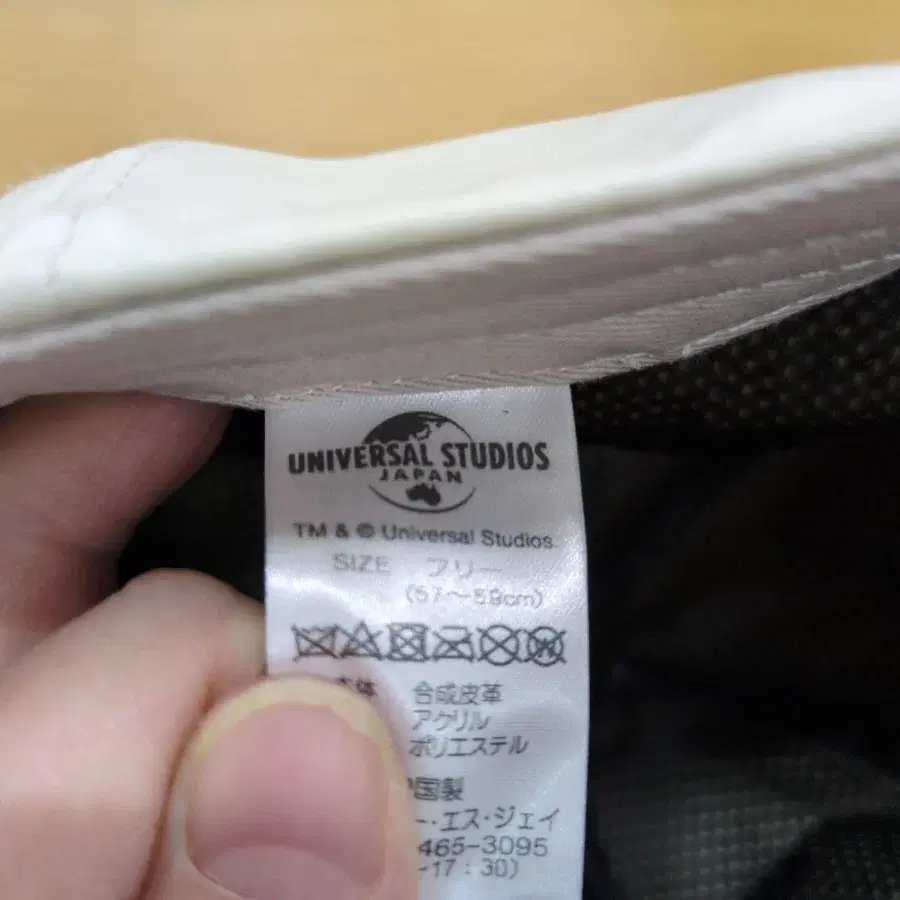 UNIVERSAL STUDIOS
JAPAN
TM & © Universal Studios.
SIZE フリー
(57～59cm)
本体 合成皮革
アクリル
ポリエステル
国製
ー・エス・ジェイ
465-3095
-17:30)